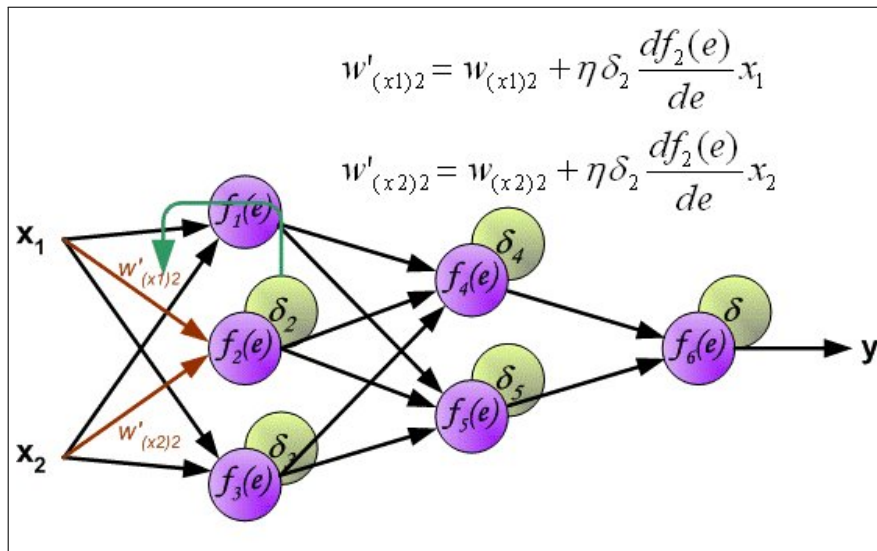 w'(x1)2 = w(x1)2 + η δ2 df2(e)/de x1
w'(x2)2 = w(x2)2 + η δ2 df2(e)/de x2
f1(e)
x1
δ4
w'(x1)2
f4(e)
δ2
δ
f2(e)
f6(e)
y
δ5
w'(x2)2
f5(e)
x2
δ3
f3(e)